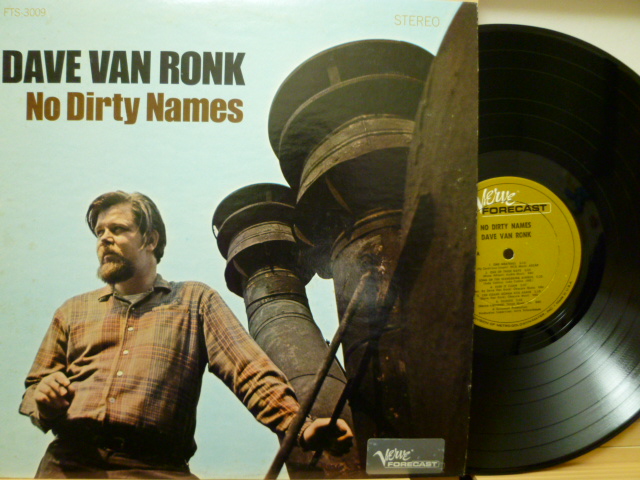 FTS-3009
STEREO
DAVE VAN RONK
No Dirty Names
Verve
FORECAST
Verve
FORECAST
NO DIRTY NAMES
DAVE VAN RONK